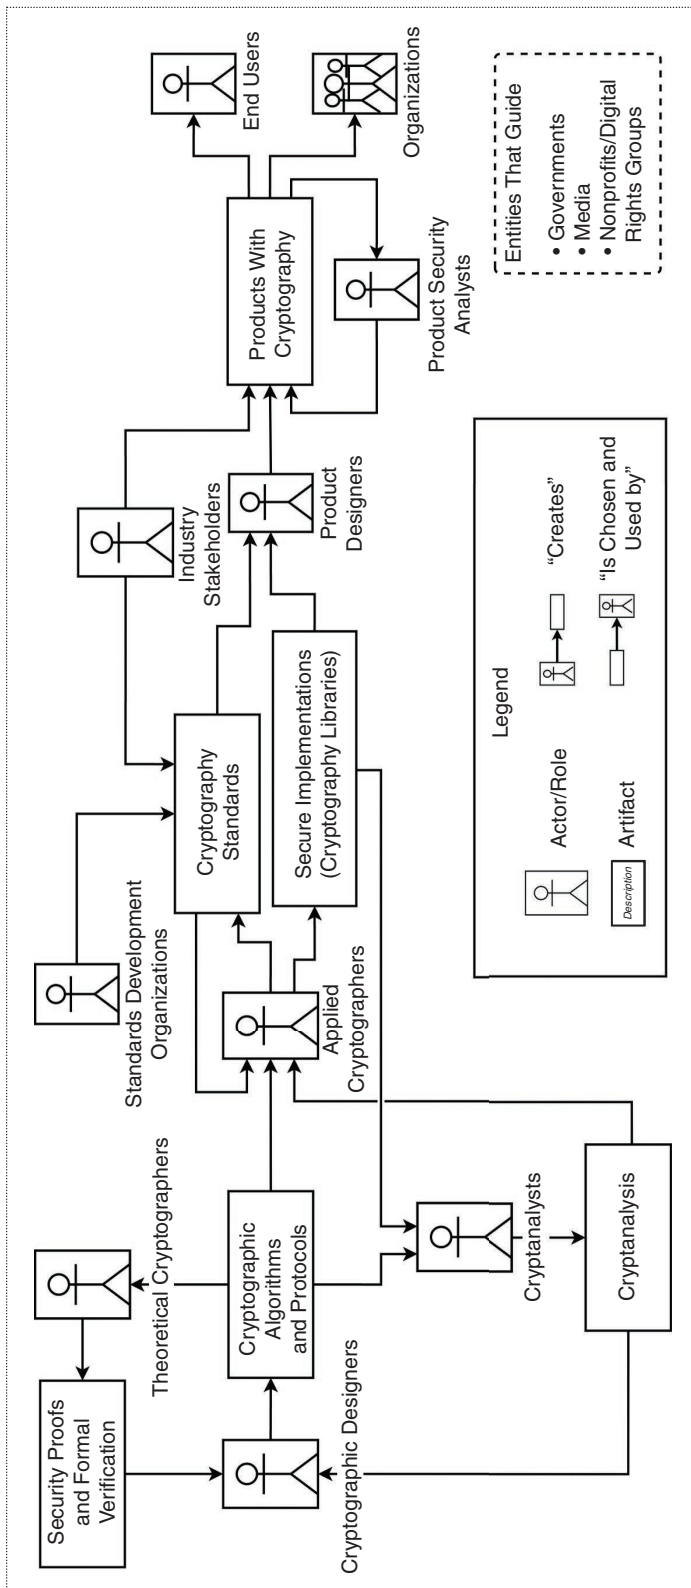 Security Proofs
and Formal
Verification
Theoretical Cryptographers
Standards Development
Organizations
Industry
Stakeholders
End Users
Cryptographic Designers
Cryptographic
Algorithms
and Protocols
Applied
Cryptographers
Cryptography
Standards
Secure Implementations
(Cryptography Libraries)
Product
Designers
Products With
Cryptography
Organizations
Product Security
Analysts
Cryptanalysts
Cryptanalysis
Legend
Actor/Role
"Creates"
Description
Artifact
"Is Chosen and
Used by"
Entities That Guide
• Governments
• Media
• Nonprofits/Digital
Rights Groups